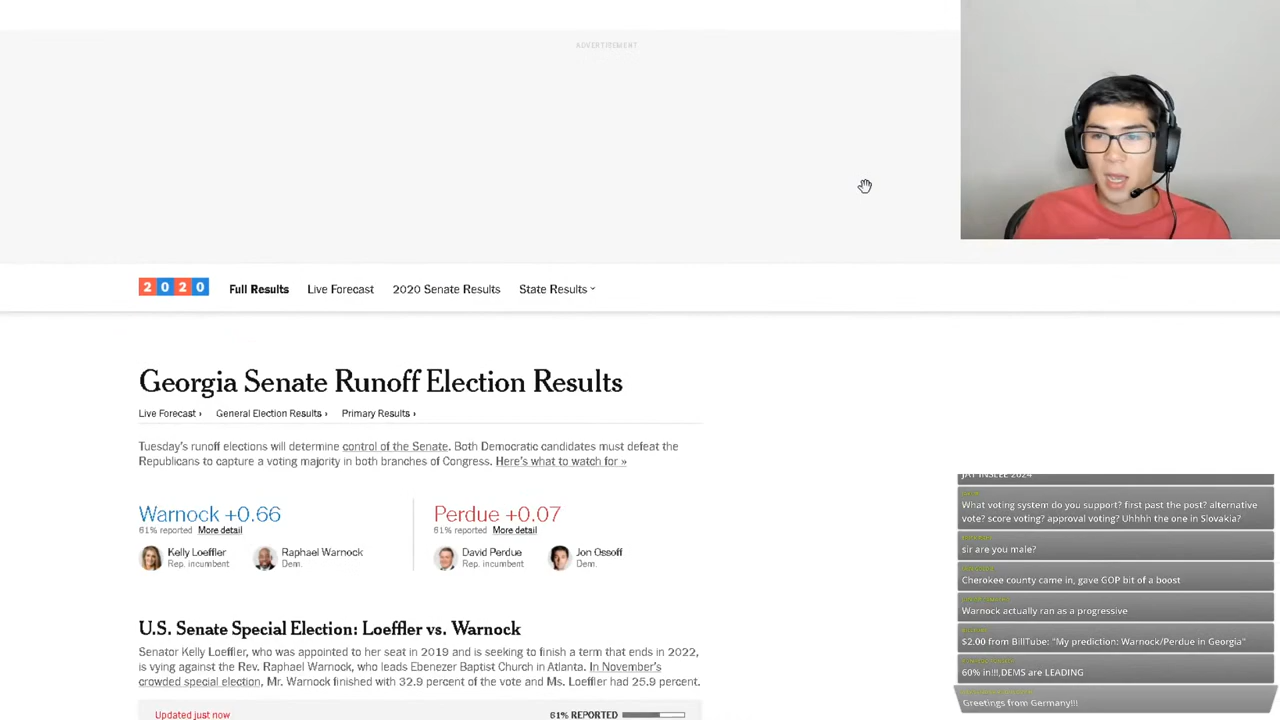 ADVERTISEMENT
2020 Full Results Live Forecast 2020 Senate Results State Results
Georgia Senate Runoff Election Results
Live Forecast › General Election Results › Primary Results ›
Tuesday's runoff elections will determine control of the Senate. Both Democratic candidates must defeat the
Republicans to capture a voting majority in both branches of Congress. Here's what to watch for »
Warnock +0.66
61% reported More detail
Kelly Loeffler
Rep. incumbent
Raphael Warnock
Dem.
Perdue +0.07
61% reported More detail
David Perdue
Rep. incumbent
Jon Ossoff
Dem.
U.S. Senate Special Election: Loeffler vs. Warnock
Senator Kelly Loeffler, who was appointed to her seat in 2019 and is seeking to finish a term that ends in 2022,
is vying against the Rev. Raphael Warnock, who leads Ebenezer Baptist Church in Atlanta. In November's
crowded special election, Mr. Warnock finished with 32.9 percent of the vote and Ms. Loeffler had 25.9 percent.
Updated just now 61% REPORTED
JAY INSLEE 2024
What voting system do you support? first past the post? alternative
vote? score voting? approval voting? Uhhhh the one in Slovakia?
sir are you male?
Cherokee county came in, gave GOP bit of a boost
Warnock actually ran as a progressive
$2.00 from BillTube: "My prediction: Warnock/Perdue in Georgia"
60% in!!!,DEMS are LEADING
Greetings from Germany!!!